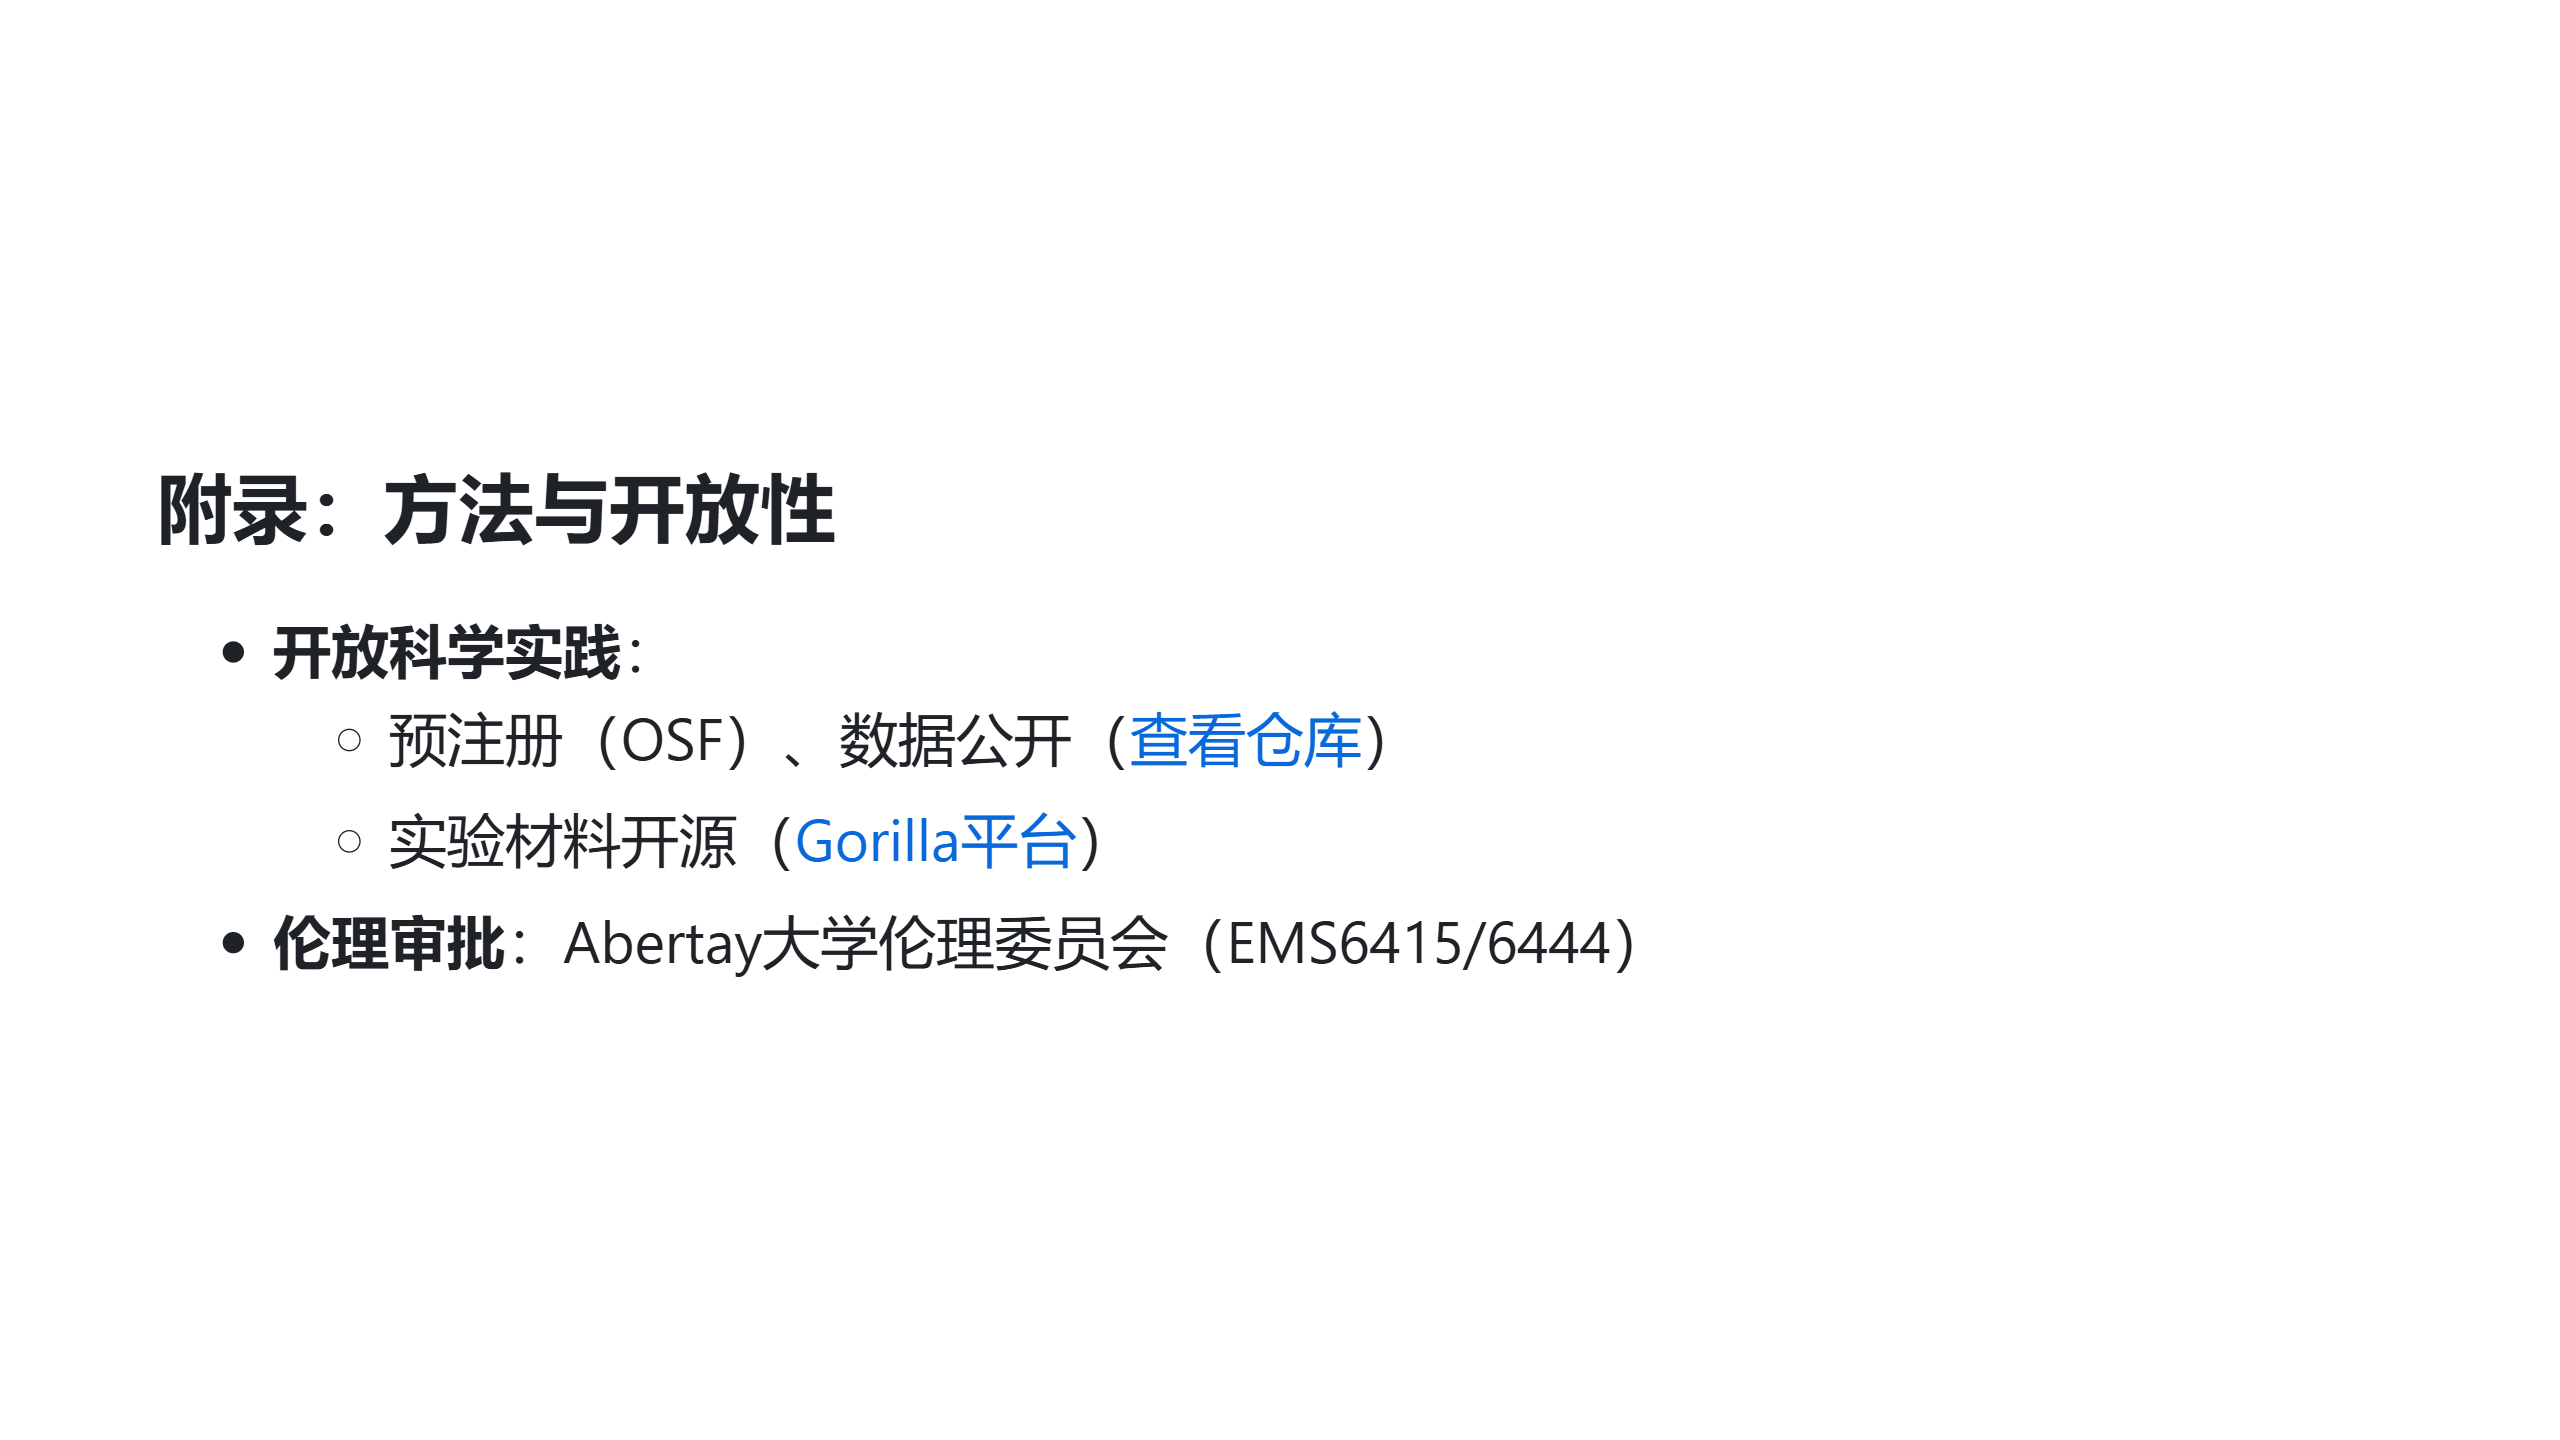 附录：方法与开放性
开放科学实践：
预注册（OSF）、数据公开（查看仓库）
实验材料开源（Gorilla平台）
伦理审批：Abertay大学伦理委员会（EMS6415/6444）